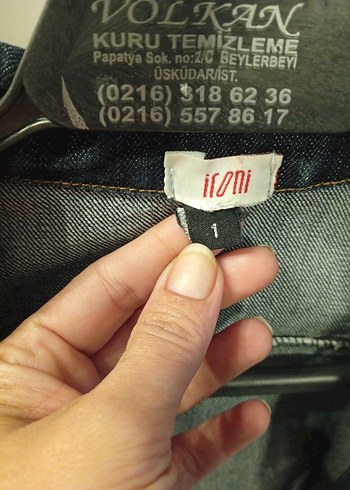 VOLKAN
KURU TEMİZLEME
Papatya Sok. no:2/C BEYLERBEYİ
ÜSKÜDAR/İST.
(0216) 318 62 36
(0216) 557 86 17
ironi
1